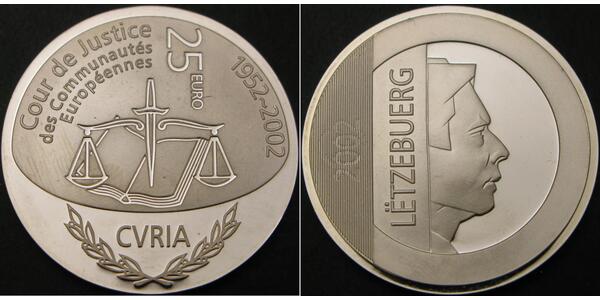 Cour de Justice
des Communautés
Européennes
25 EURO
1952-2002
CVRIA
2002
LËTZEBUERG